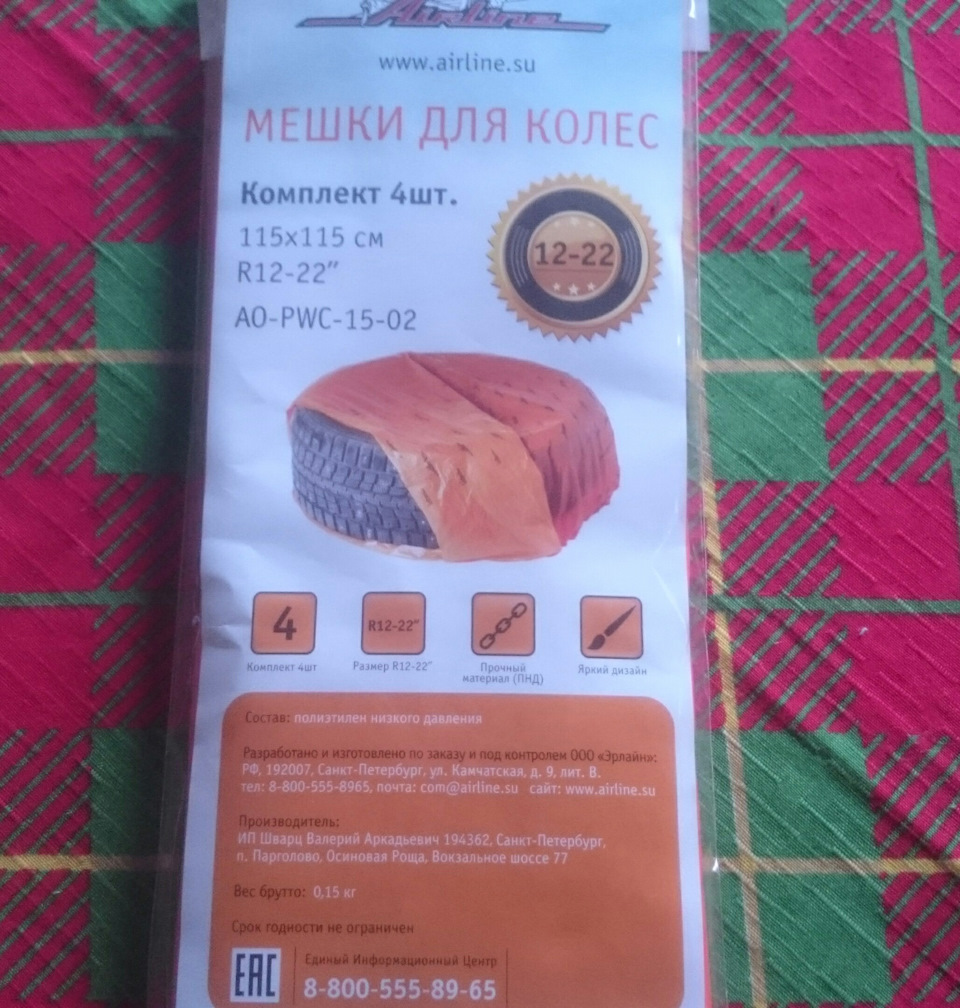 Airline
www.airline.su
МЕШКИ ДЛЯ КОЛЕС
Комплект 4шт.
115x115 см
R12-22”
AO-PWC-15-02
12-22
4
R12-22”
Комплект 4шт
Размер R12-22”
Прочный
материал (ПНД)
Яркий дизайн
Состав: полиэтилен низкого давления
Разработано и изготовлено по заказу и под контролем ООО «Эрлайн»:
РФ, 192007, Санкт-Петербург, ул. Камчатская, д. 9, лит. В.
тел: 8-800-555-8965, почта: com@airline.su сайт: www.airline.su
Производитель:
ИП Шварц Валерий Аркадьевич 194362, Санкт-Петербург,
п. Парголово, Осиновая Роща, Вокзальное шоссе 77
Вес брутто: 0,15 кг
Срок годности не ограничен
EAC
Единый Информационный Центр
8-800-555-89-65